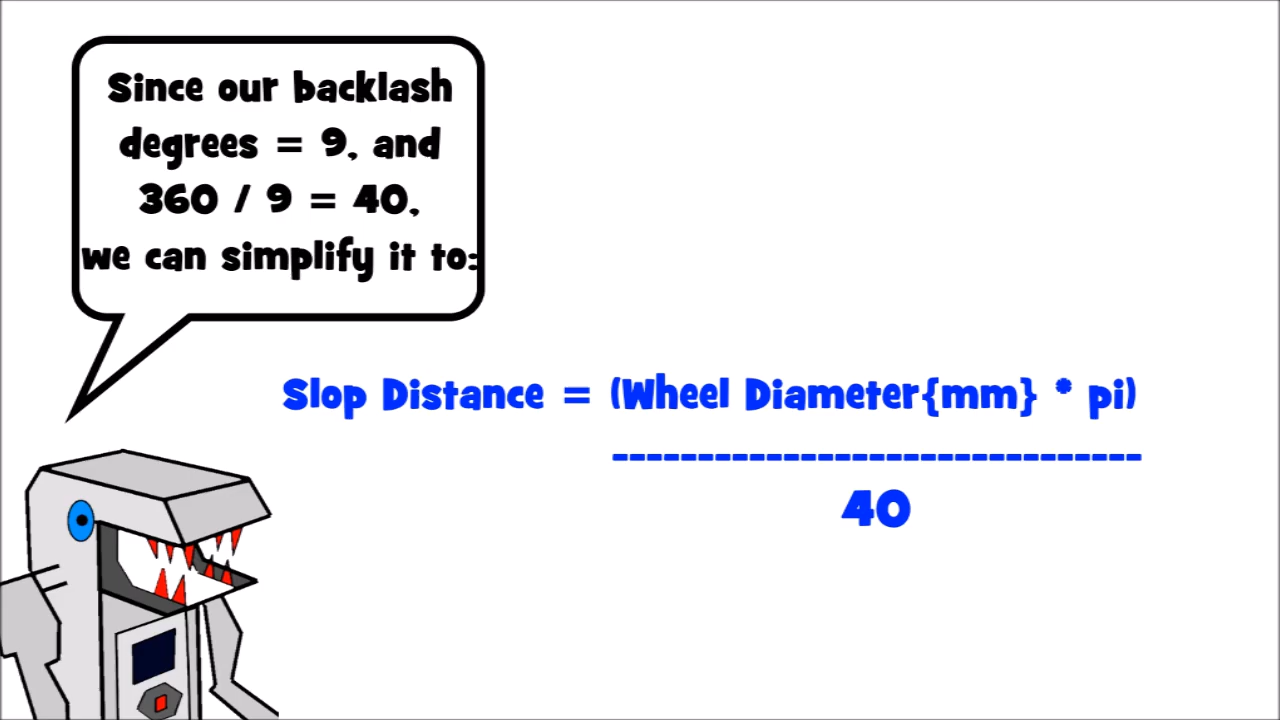 Since our backlash
degrees = 9, and
360 / 9 = 40,
we can simplify it to:
Slop Distance = (Wheel Diameter{mm} * pi)
-------------------------------
40